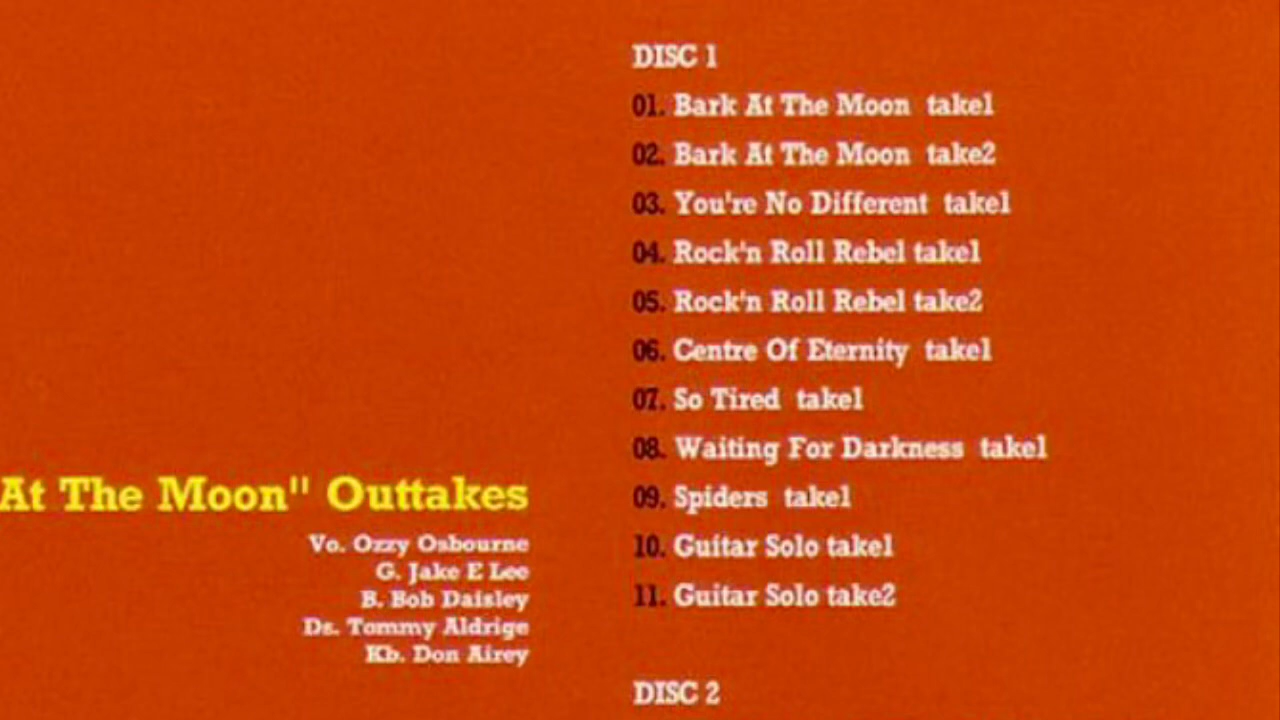 At The Moon" Outtakes
Vo. Ozzy Osbourne
G. Jake E Lee
B. Bob Daisley
Ds. Tommy Aldrige
Kb. Don Airey
DISC 1
01. Bark At The Moon take1
02. Bark At The Moon take2
03. You're No Different take1
04. Rock'n Roll Rebel take1
05. Rock'n Roll Rebel take2
06. Centre Of Eternity take1
07. So Tired take1
08. Waiting For Darkness take1
09. Spiders take1
10. Guitar Solo take1
11. Guitar Solo take2
DISC 2